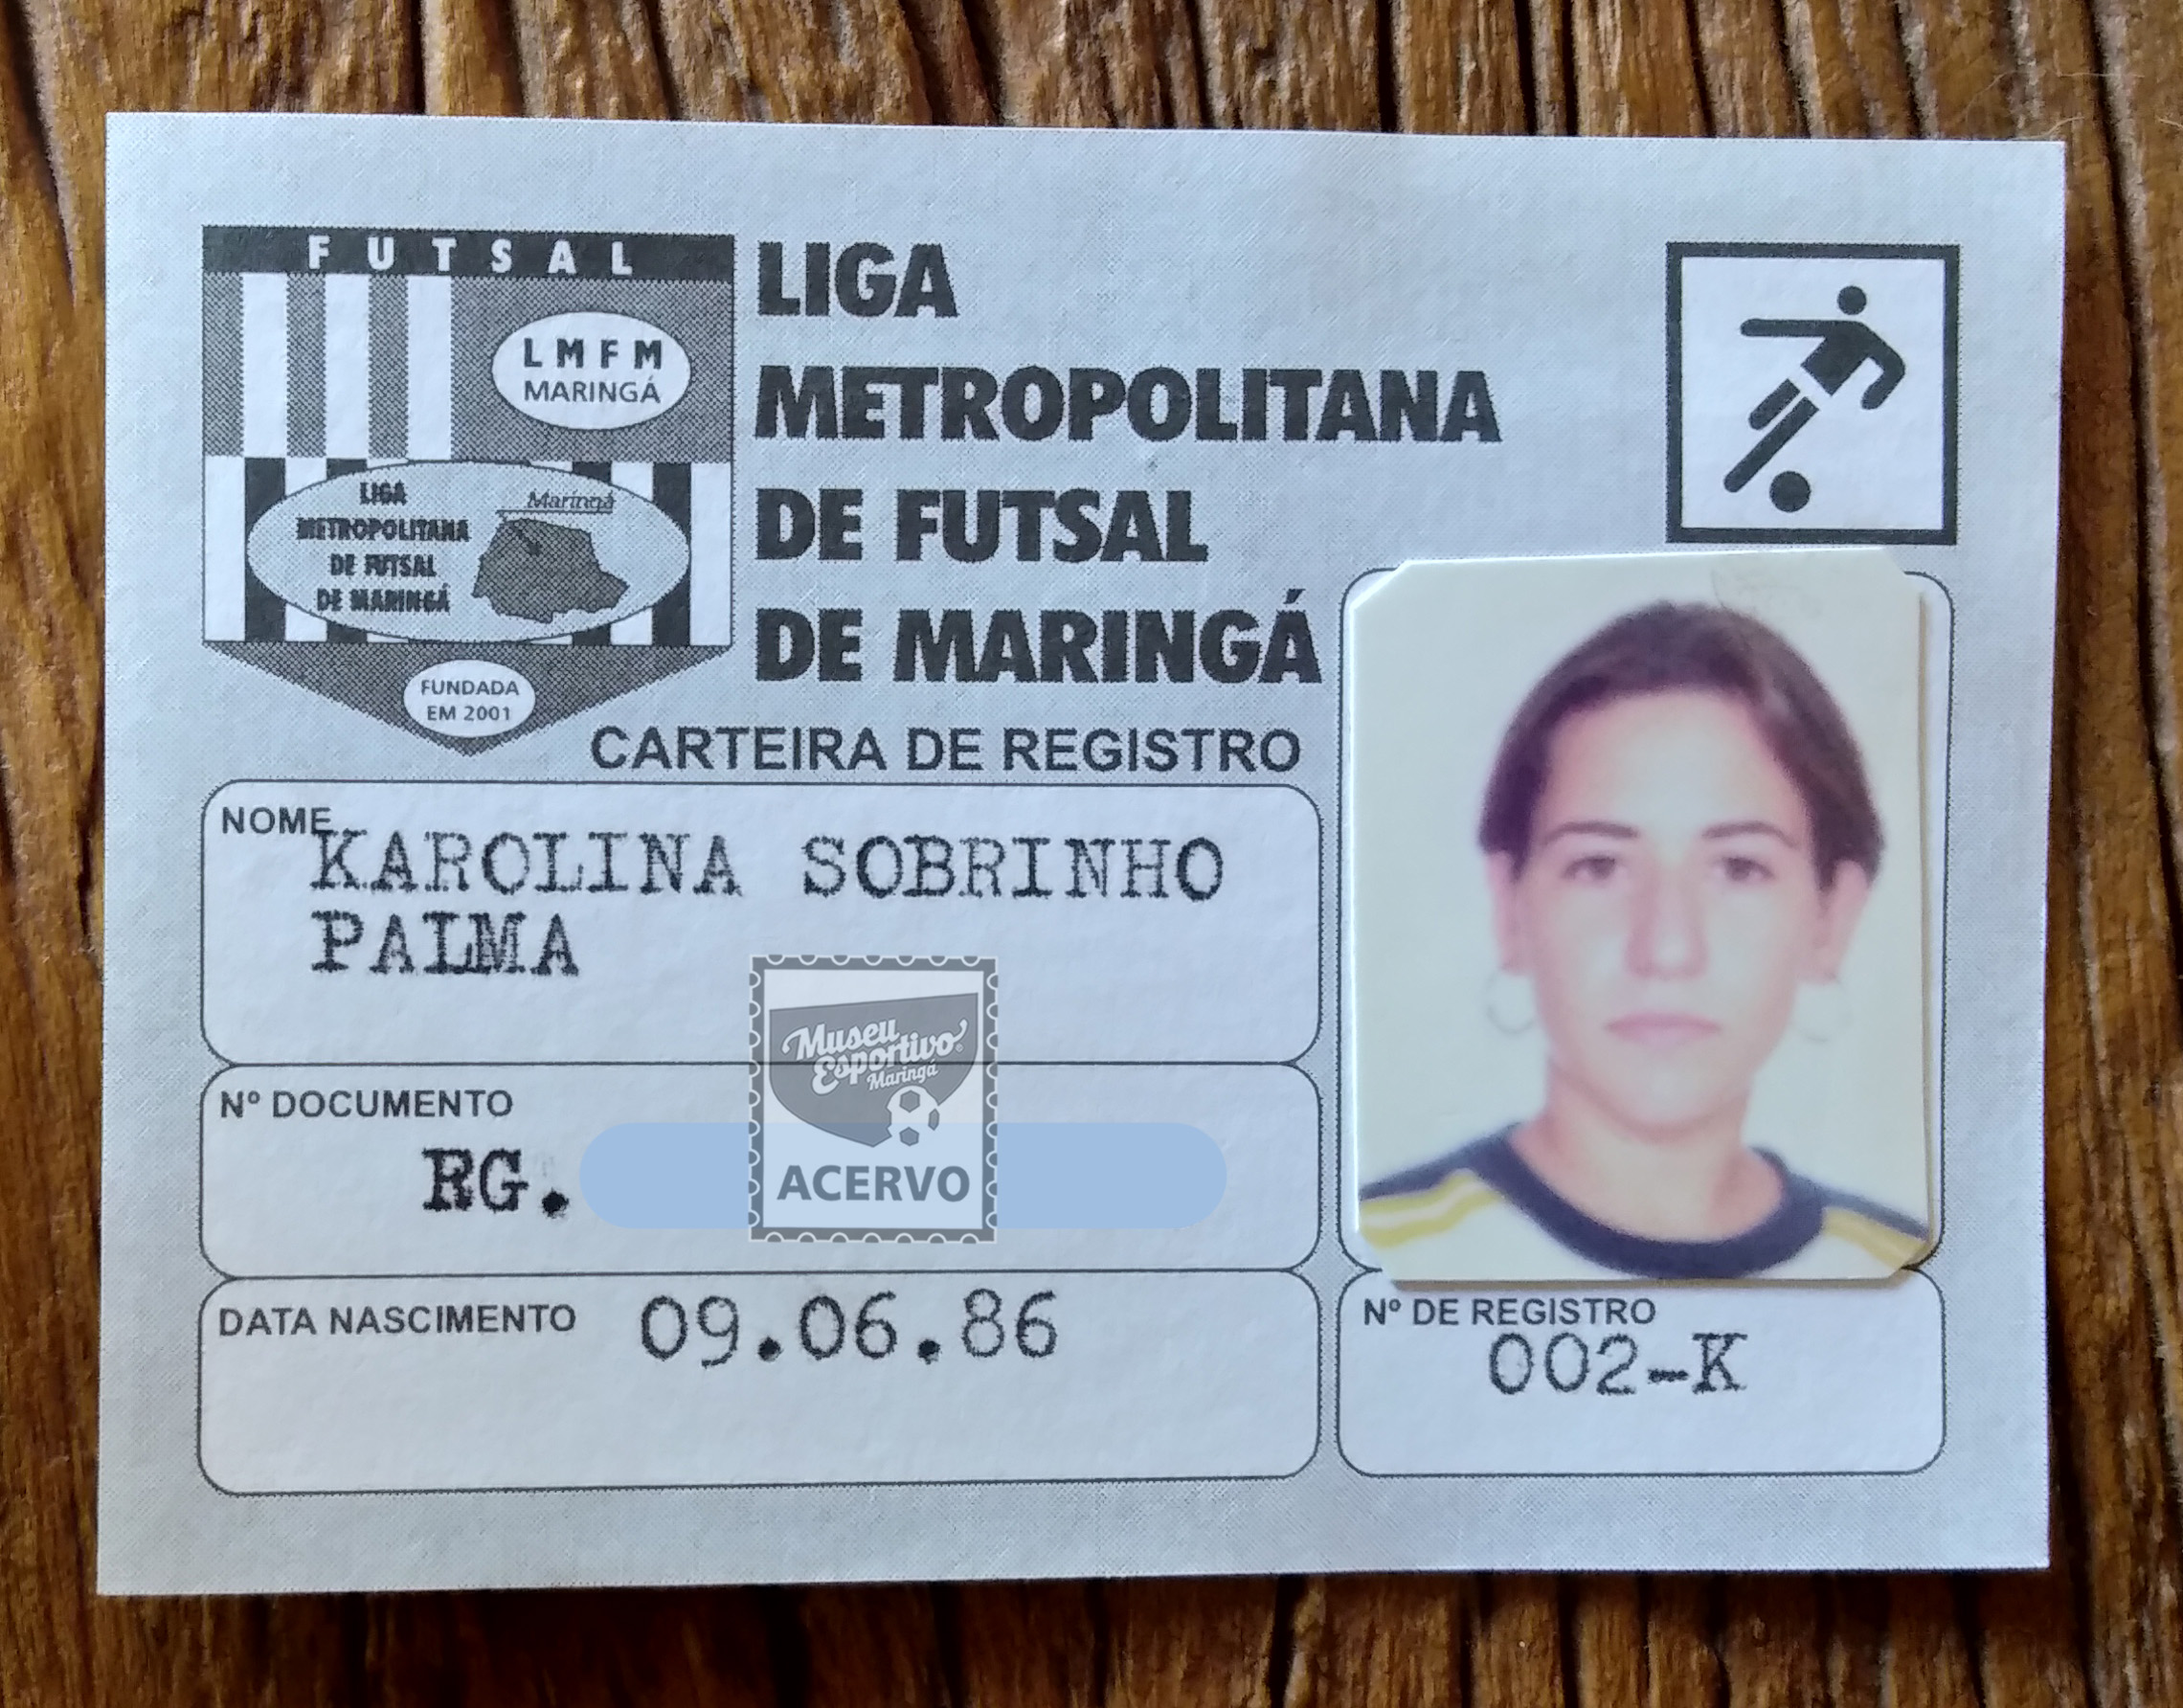 FUTSAL
LMFM
MARINGÁ
LIGA
METROPOLITANA
DE FUTSAL
DE MARINGÁ
Maringá
FUNDADA
EM 2001
LIGA
METROPOLITANA
DE FUTSAL
DE MARINGÁ
CARTEIRA DE REGISTRO
NOME
KAROLINA SOBRINHO
PALMA
Nº DOCUMENTO
RG.
Museu
Esportivo
Maringá
ACERVO
DATA NASCIMENTO 09.06.86
Nº DE REGISTRO
002-K